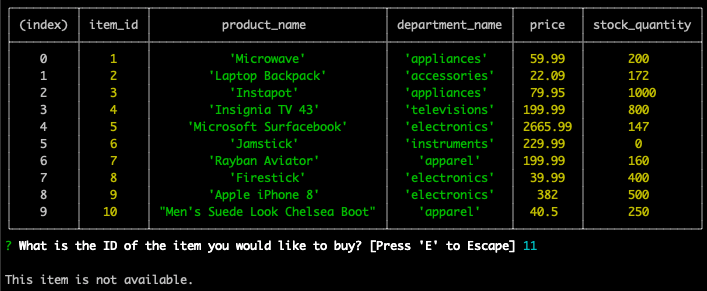 (index) item_id product_name department_name price stock_quantity
0 1 'Microwave' 'appliances' 59.99 200
1 2 'Laptop Backpack' 'accessories' 22.09 172
2 3 'Instapot' 'appliances' 79.95 1000
3 4 'Insignia TV 43' 'televisions' 199.99 800
4 5 'Microsoft Surfacebook' 'electronics' 2665.99 147
5 6 'Jamstick' 'instruments' 229.99 0
6 7 'Rayban Aviator' 'apparel' 199.99 160
7 8 'Firestick' 'electronics' 39.99 400
8 9 'Apple iPhone 8' 'electronics' 382 500
9 10 "Men's Suede Look Chelsea Boot" 'apparel' 40.5 250
? What is the ID of the item you would like to buy? [Press 'E' to Escape] 11
This item is not available.